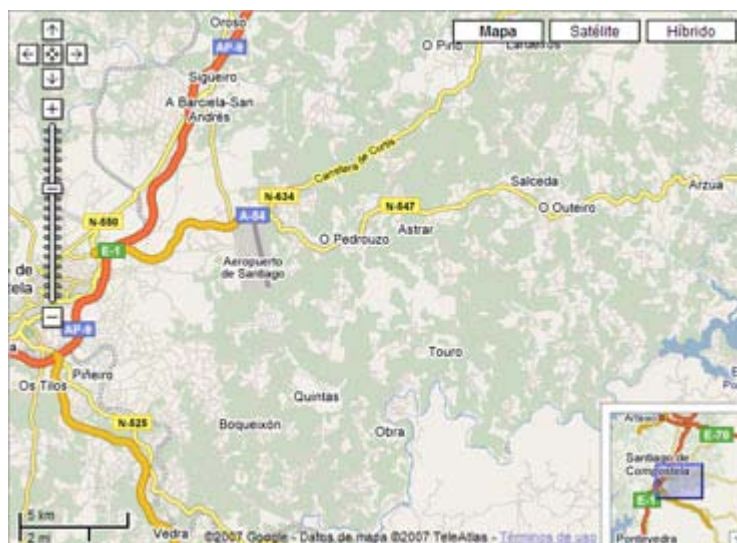 Oroso
AP-9
Mapa
Satélite
Híbrido
O Pino
Lardeiros
Sigueiro
A Barciela-San
Andrés
Carretera de Curtis
N-634
Salceda
Arzua
N-547
O Outeiro
A-54
N-550
Astrar
O Pedrouzo
E-1
Aeropuerto
de Santiago
o de
tela
AP-9
Touro
Piñeiro
Os Tilos
Quintas
N-525
Boqueixón
Obra
E-70
Santiago de
Compostela
E-1
Pontevedra
5 km
2 mi
Vedra
©2007 Google - Datos de mapa ©2007 TeleAtlas - Términos de uso